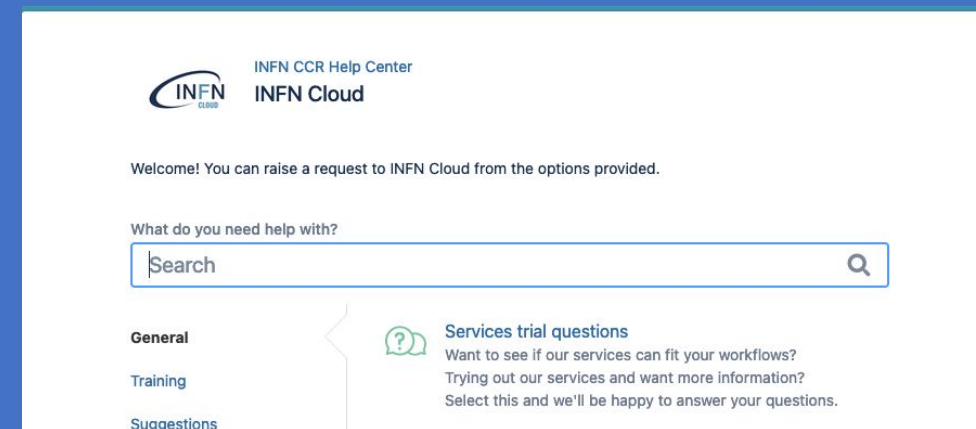 INFN
CLOUD
INFN CCR Help Center
INFN Cloud
Welcome! You can raise a request to INFN Cloud from the options provided.
What do you need help with?
Search
General
Training
Suggestions
Services trial questions
Want to see if our services can fit your workflows?
Trying out our services and want more information?
Select this and we'll be happy to answer your questions.